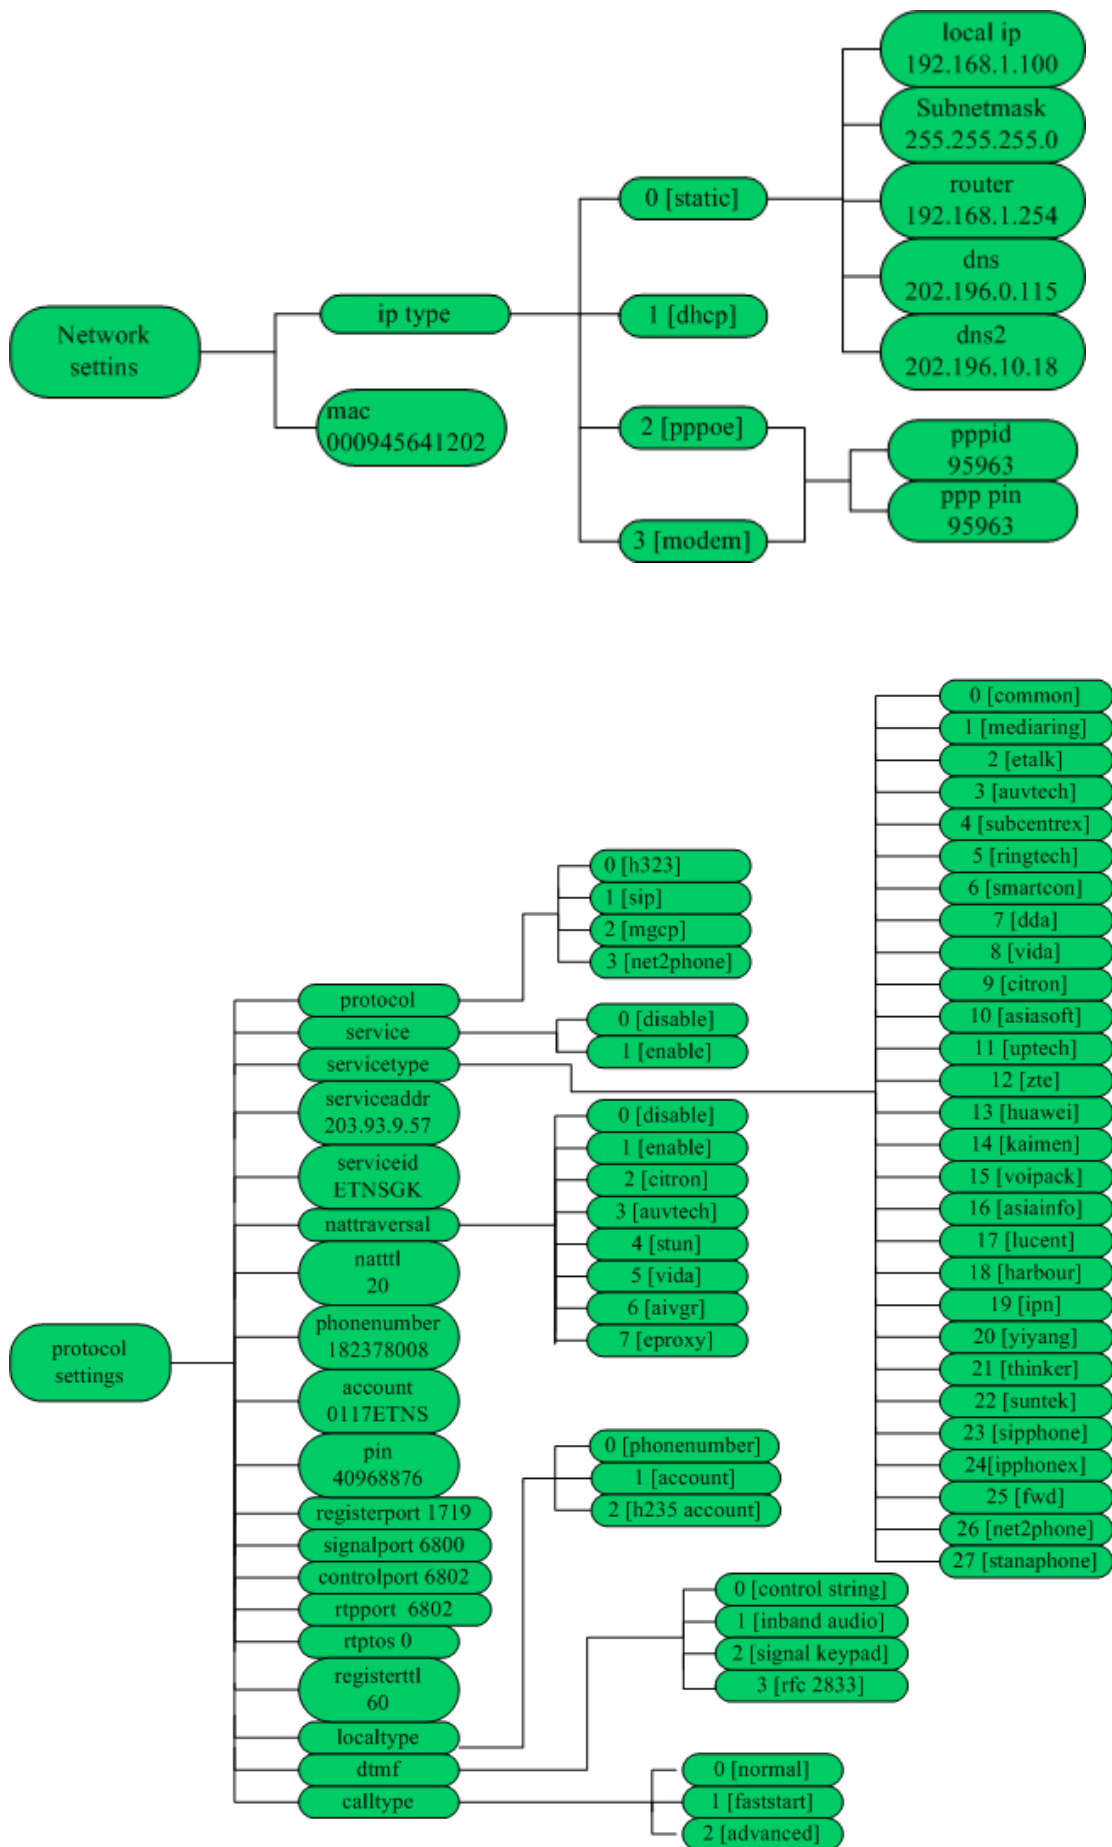 Network
settins
ip type
mac
000945641202
0 [static]
1 [dhcp]
2 [pppoe]
3 [modem]
local ip
192.168.1.100
Subnetmask
255.255.255.0
router
192.168.1.254
dns
202.196.0.115
dns2
202.196.10.18
pppid
95963
ppp pin
95963
protocol
settings
protocol
service
servicetype
serviceaddr
203.93.9.57
serviceid
ETNSGK
nattraversal
natttl
20
phonenumber
182378008
account
0117ETNS
pin
40968876
registerport 1719
signalport 6800
controlport 6802
rtpport 6802
rtptos 0
registerttl
60
localtype
dtmf
calltype
0 [h323]
1 [sip]
2 [mgcp]
3 [net2phone]
0 [disable]
1 [enable]
0 [disable]
1 [enable]
2 [citron]
3 [auvtech]
4 [stun]
5 [vida]
6 [aivgr]
7 [eproxy]
0 [phonenumber]
1 [account]
2 [h235 account]
0 [control string]
1 [inband audio]
2 [signal keypad]
3 [rfc 2833]
0 [normal]
1 [faststart]
2 [advanced]
0 [common]
1 [mediaring]
2 [etalk]
3 [auvtech]
4 [subcentrex]
5 [ringtech]
6 [smartcon]
7 [dda]
8 [vida]
9 [citron]
10 [asiasoft]
11 [uptech]
12 [zte]
13 [huawei]
14 [kaimen]
15 [voipack]
16 [asiainfo]
17 [lucent]
18 [harbour]
19 [ipn]
20 [yiyang]
21 [thinker]
22 [suntek]
23 [sipphone]
24[ipphonex]
25 [fwd]
26 [net2phone]
27 [stanaphone]